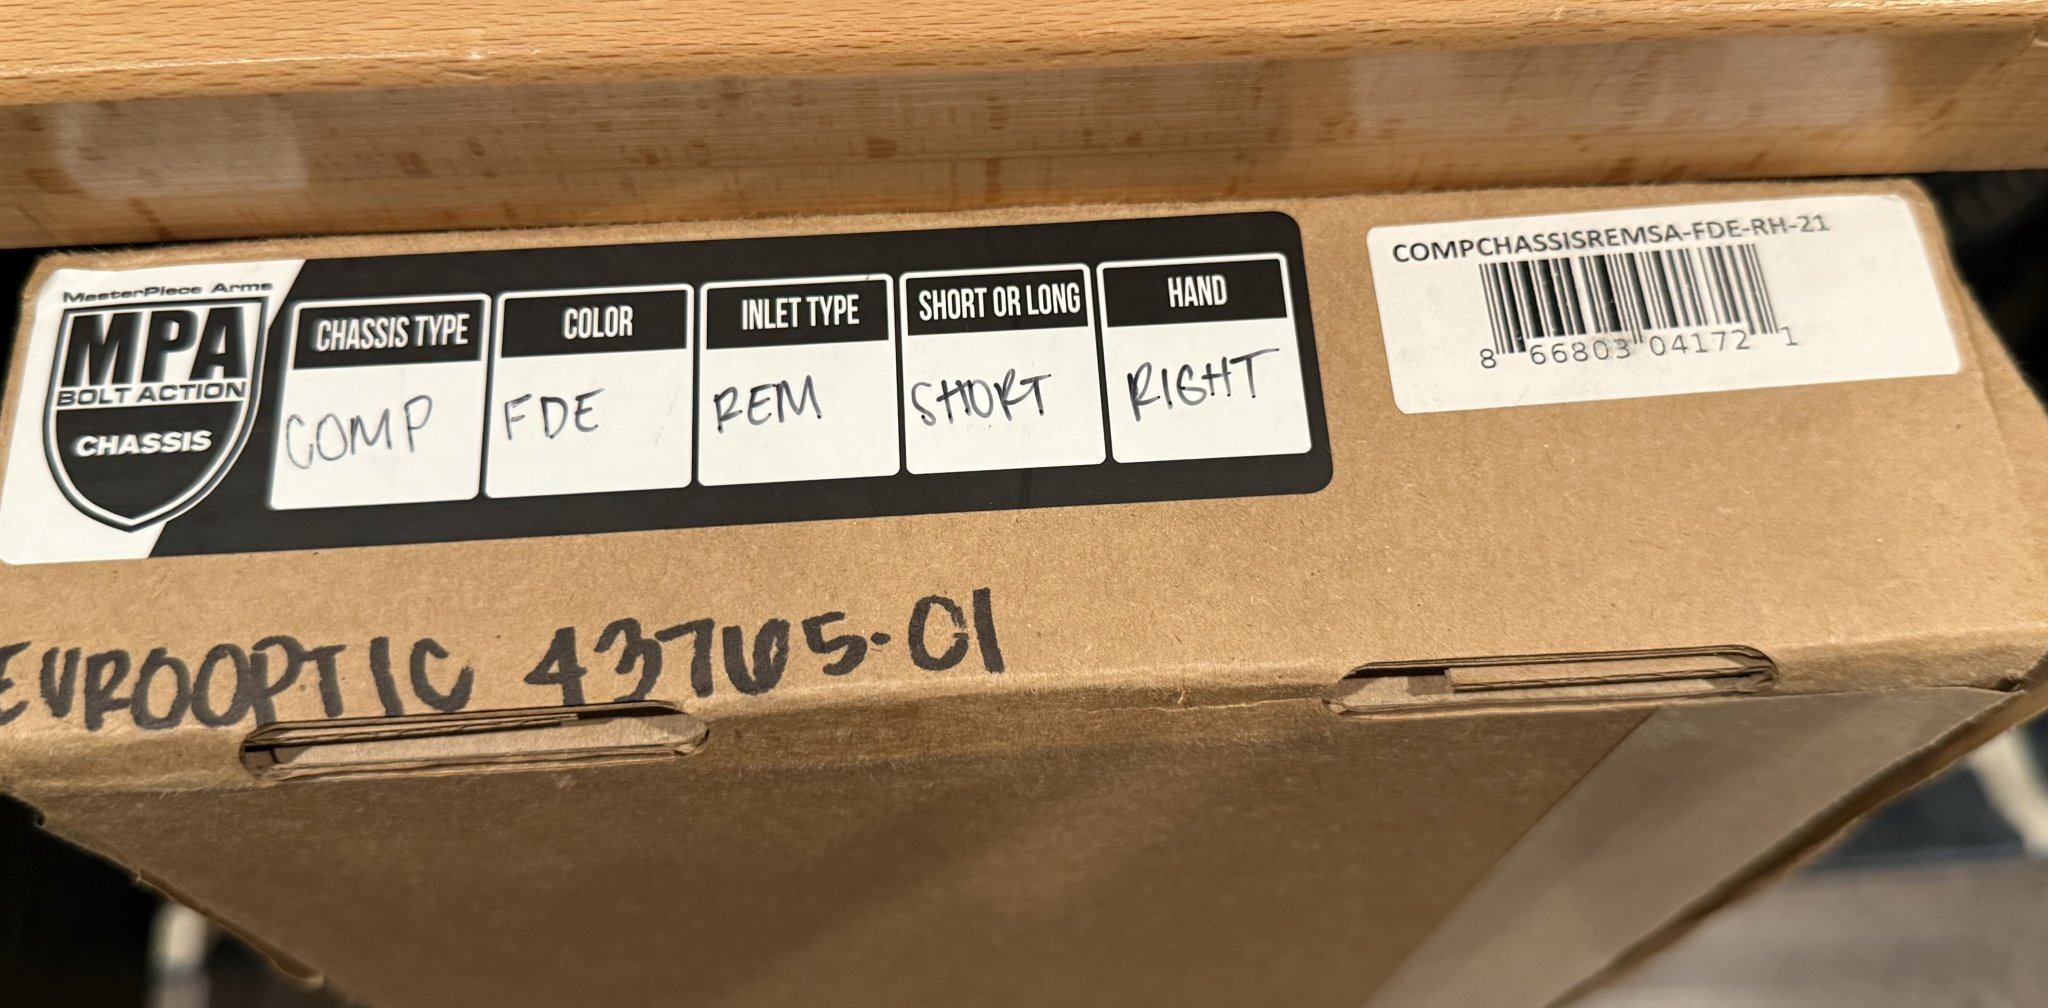 MasterPiece Arms
MPA
BOLT ACTION
CHASSIS
CHASSIS TYPE
COMP
COLOR
FDE
INLET TYPE
REM
SHORT OR LONG
SHORT
HAND
RIGHT
COMPCHASSISREMSA-FDE-RH-21
8 66803 04172 1
EUROOPTIC 43765-C1